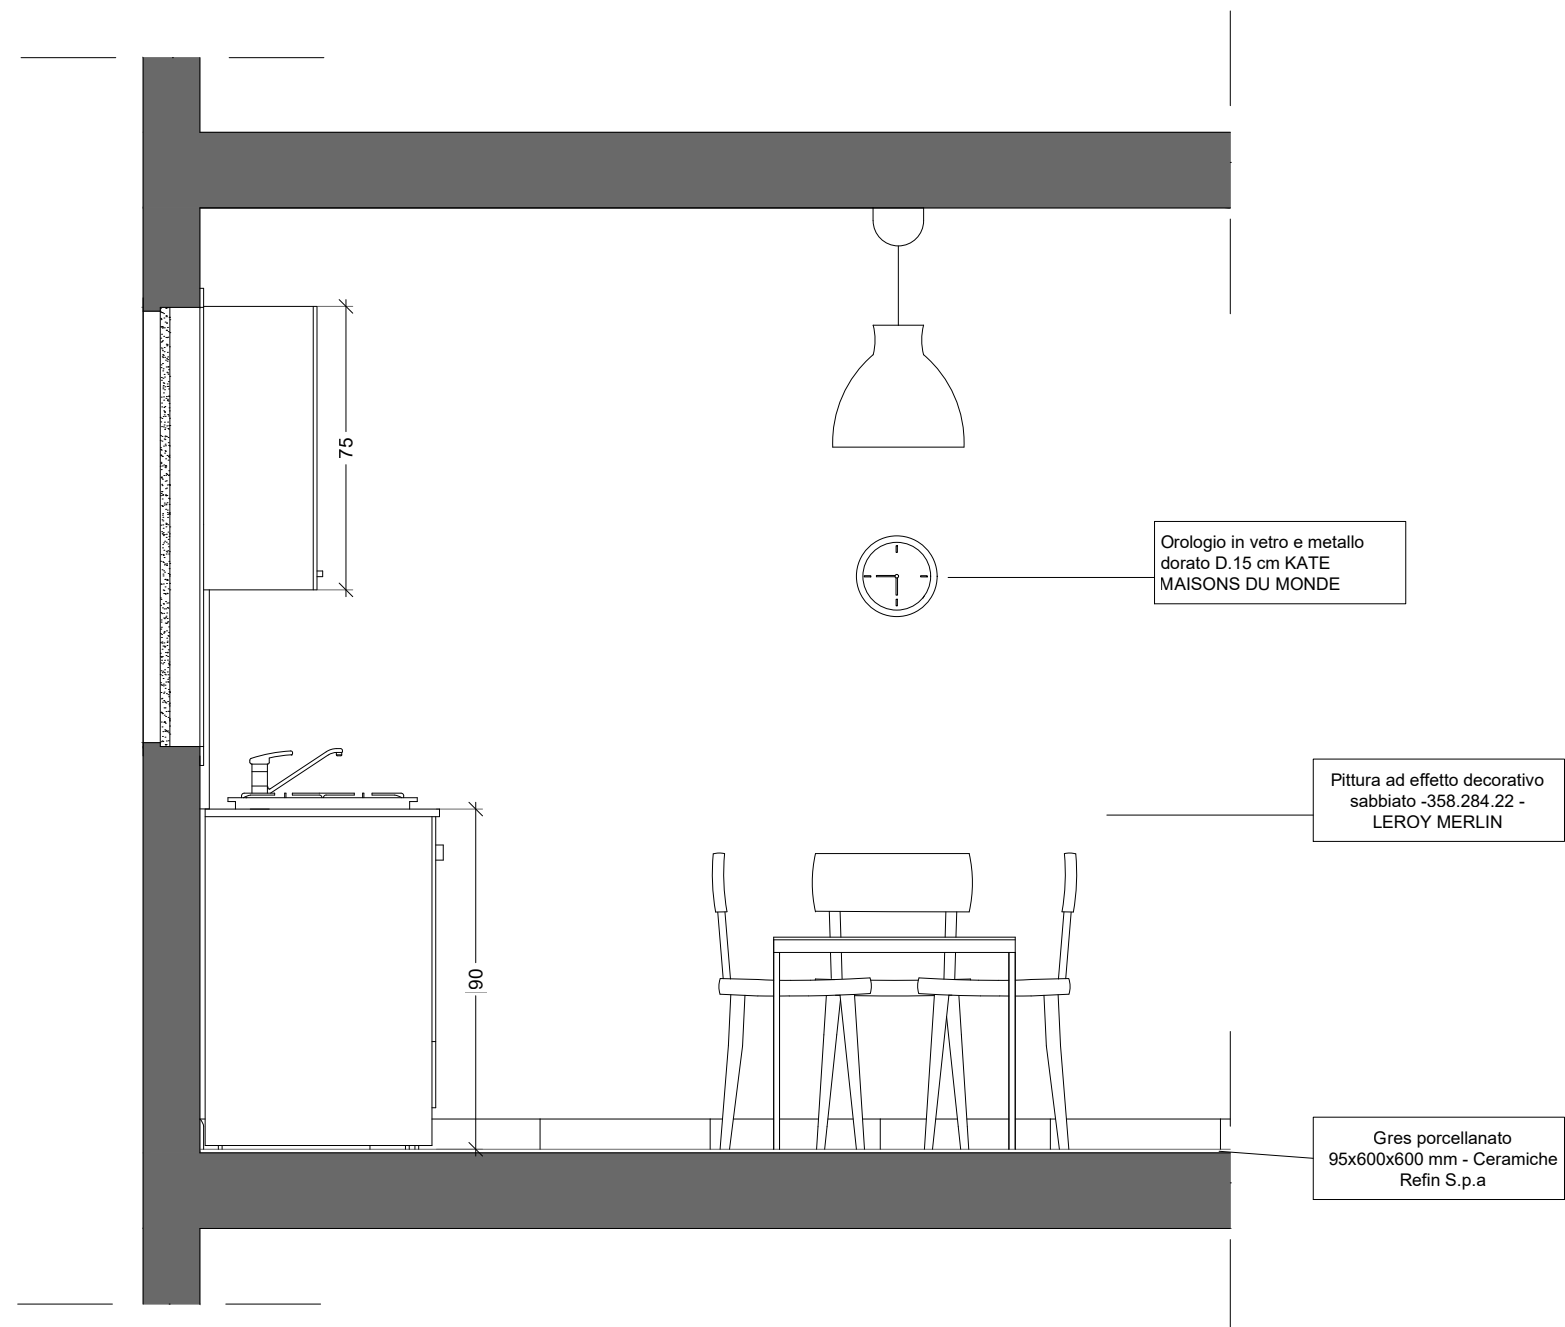 75
Orologio in vetro e metallo
dorato D.15 cm KATE
MAISONS DU MONDE
Pittura ad effetto decorativo
sabbiato -358.284.22 -
LEROY MERLIN
90
Gres porcellanato
95x600x600 mm - Ceramiche
Refin S.p.a